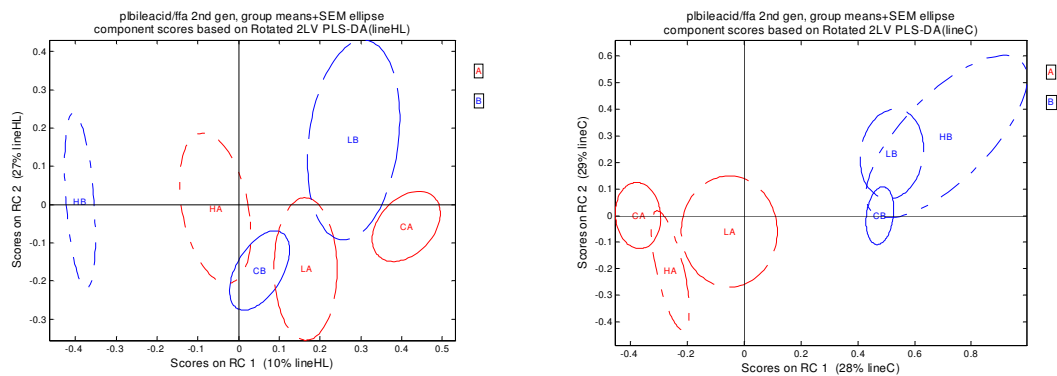 plbileacid/ffa 2nd gen, group means+SEM ellipse
component scores based on Rotated 2LV PLS-DA(lineHL)
Scores on RC 2 (27% lineHL)
0.4
0.3
0.2
0.1
0
-0.1
-0.2
-0.3
HB
HA
CB
LA
LB
CA
A
B
-0.4
-0.3
-0.2
-0.1
0
0.1
0.2
0.3
0.4
0.5
Scores on RC 1 (10% lineHL)
plbileacid/ffa 2nd gen, group means+SEM ellipse
component scores based on Rotated 2LV PLS-DA(lineC)
Scores on RC 2 (29% lineC)
0.6
0.5
0.4
0.3
0.2
0.1
0
-0.1
-0.2
-0.3
-0.4
CA
HA
LA
LB
HB
CB
A
B
-0.4
-0.2
0
0.2
0.4
0.6
0.8
Scores on RC 1 (28% lineC)